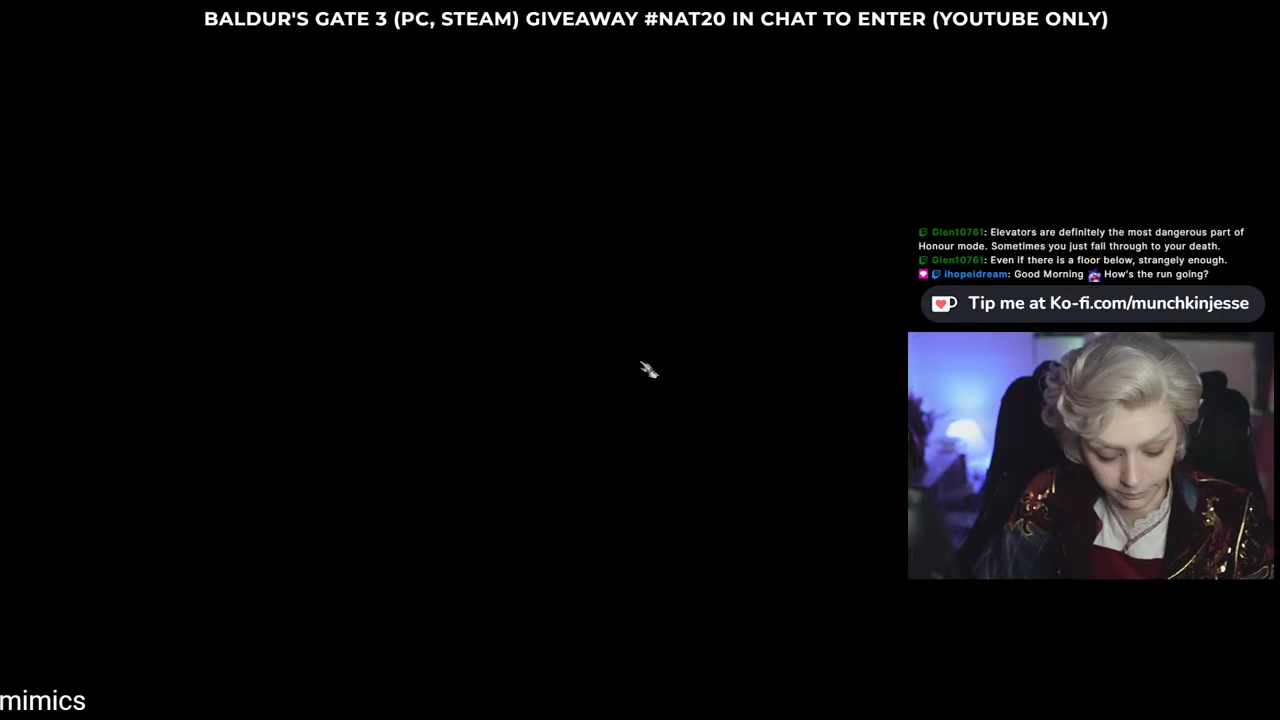 BALDUR'S GATE 3 (PC, STEAM) GIVEAWAY #NAT20 IN CHAT TO ENTER (YOUTUBE ONLY)
Glen10761: Elevators are definitely the most dangerous part of
Honour mode. Sometimes you just fall through to your death.
Glen10761: Even if there is a floor below, strangely enough.
ihopeidream: Good Morning How's the run going?
Tip me at Ko-fi.com/munchkinjesse
mimics